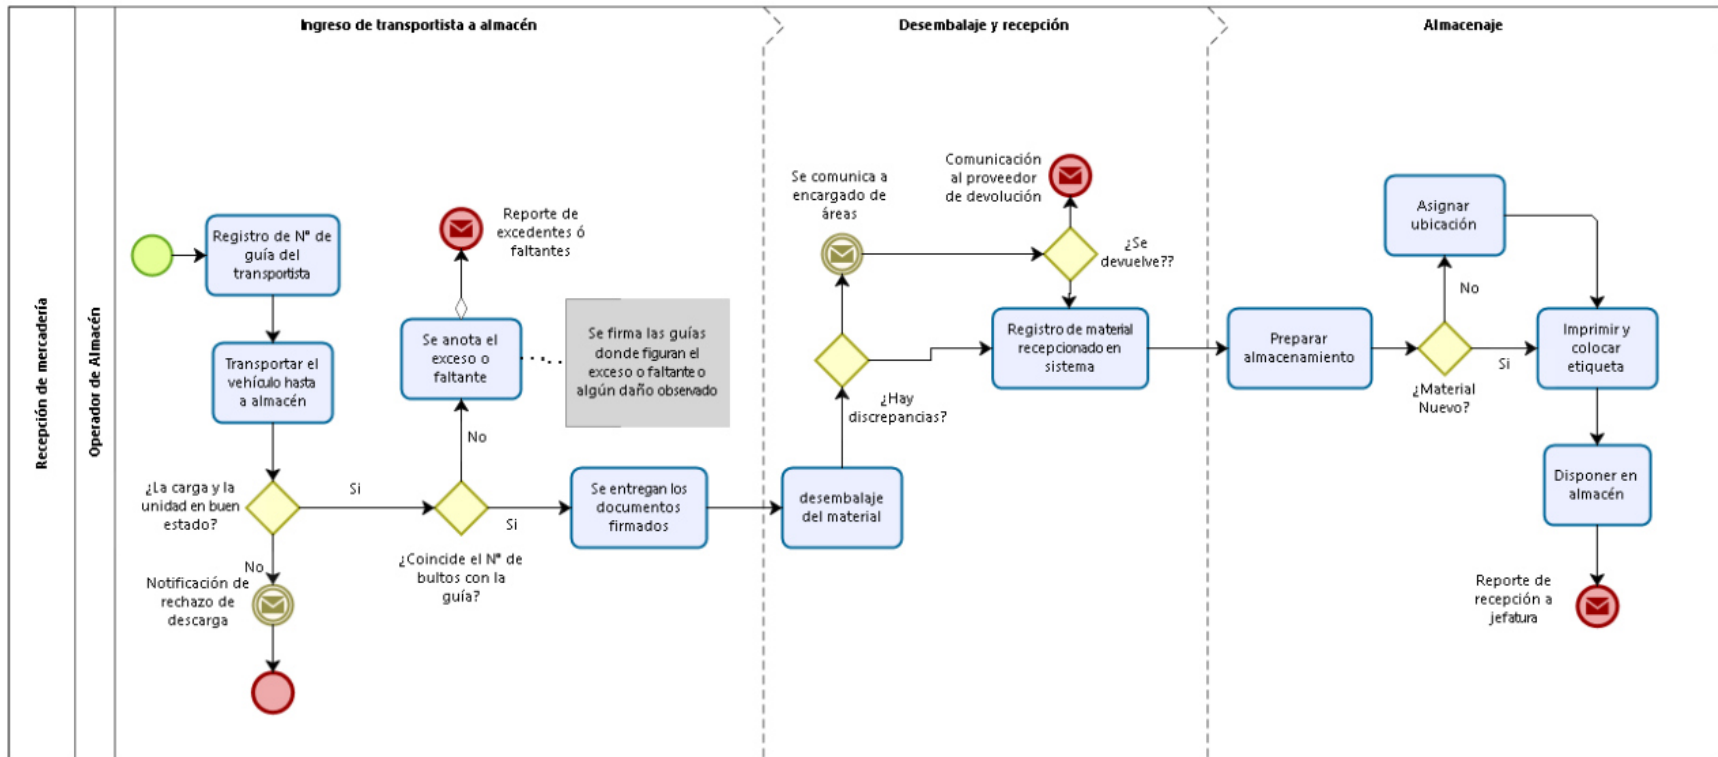 Ingreso de transportista a almacén
Desembalaje y recepción
Almacenaje
Recepción de mercadería
Operador de Almacén
Registro de N° de
guía del
transportista
Transportar el
vehículo hasta
a almacén
¿La carga y la
unidad en buen
estado?
Si
No
Notificación de
rechazo de
descarga
Reporte de
excedentes ó
faltantes
Se anota el
exceso o
faltante
Se firma las guías
donde figuran el
exceso o faltante o
algún daño observado
No
Si
¿Coincide el N° de
bultos con la
guía?
Se entregan los
documentos
firmados
desembalaje
del material
¿Hay
discrepancias?
Se comunica a
encargado de
áreas
Comunicación
al proveedor
de devolución
¿Se
devuelve??
Registro de material
recepcionado en
sistema
Preparar
almacenamiento
¿Material
Nuevo?
No
Si
Asignar
ubicación
Imprimir y
colocar
etiqueta
Disponer en
almacén
Reporte de
recepción a
jefatura